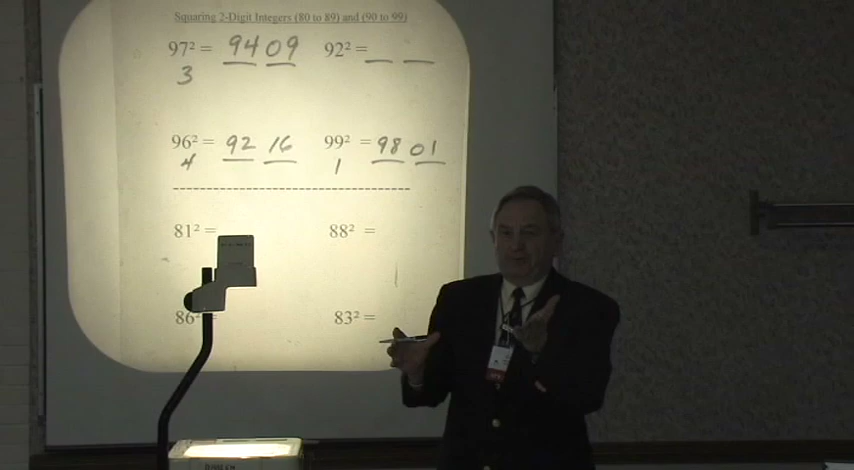 Squaring 2-Digit Integers (80 to 89) and (90 to 99)
97² = 94 09 92² =
3
96² = 92 16 99² = 98 01
4 1
81² = 88² =
86² = 83² =